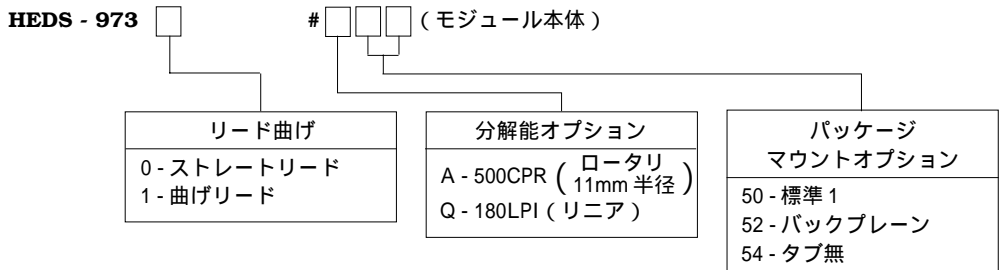 HEDS - 973 □ #□□□ (モジュール本体)
リード曲げ
0 - ストレートリード
1 - 曲げリード
分解能オプション
A - 500CPR ( ロータリ
11mm 半径 )
Q - 180LPI (リニア)
パッケージ
マウントオプション
50 - 標準 1
52 - バックプレーン
54 - タブ無